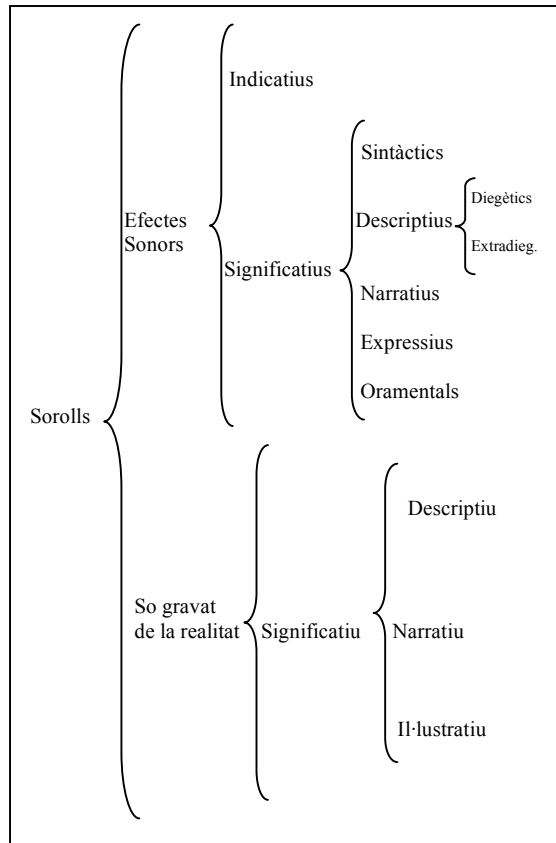 Indicatius
Sintàctics
Diegètics
Efectes
Sonors
Descriptius
Extradieg.
Significatius
Narratius
Expressius
Oramentals
Sorolls
Descriptiu
So gravat
de la realitat
Significatiu
Narratiu
Il·lustratiu